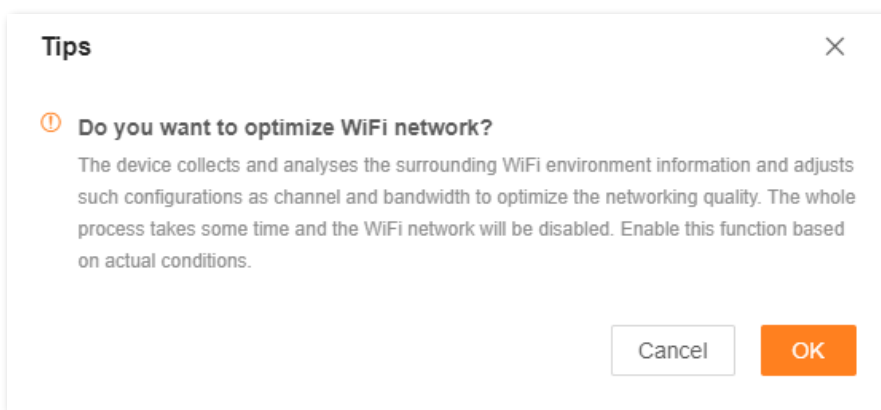 Tips
Do you want to optimize WiFi network?
The device collects and analyses the surrounding WiFi environment information and adjusts
such configurations as channel and bandwidth to optimize the networking quality. The whole
process takes some time and the WiFi network will be disabled. Enable this function based
on actual conditions.
Cancel OK